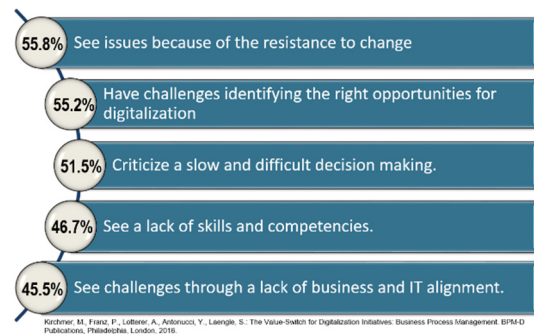 55.8% See issues because of the resistance to change
55.2% Have challenges identifying the right opportunities for
digitalization
51.5% Criticize a slow and difficult decision making.
46.7% See a lack of skills and competencies.
45.5% See challenges through a lack of business and IT alignment.
Kirchmer, M., Franz, P., Lotterer, A., Antonucci, Y., Laengle, S.: The Value-Switch for Digitalization Initiatives: Business Process Management. BPM-D
Publications, Philadelphia, London, 2016.